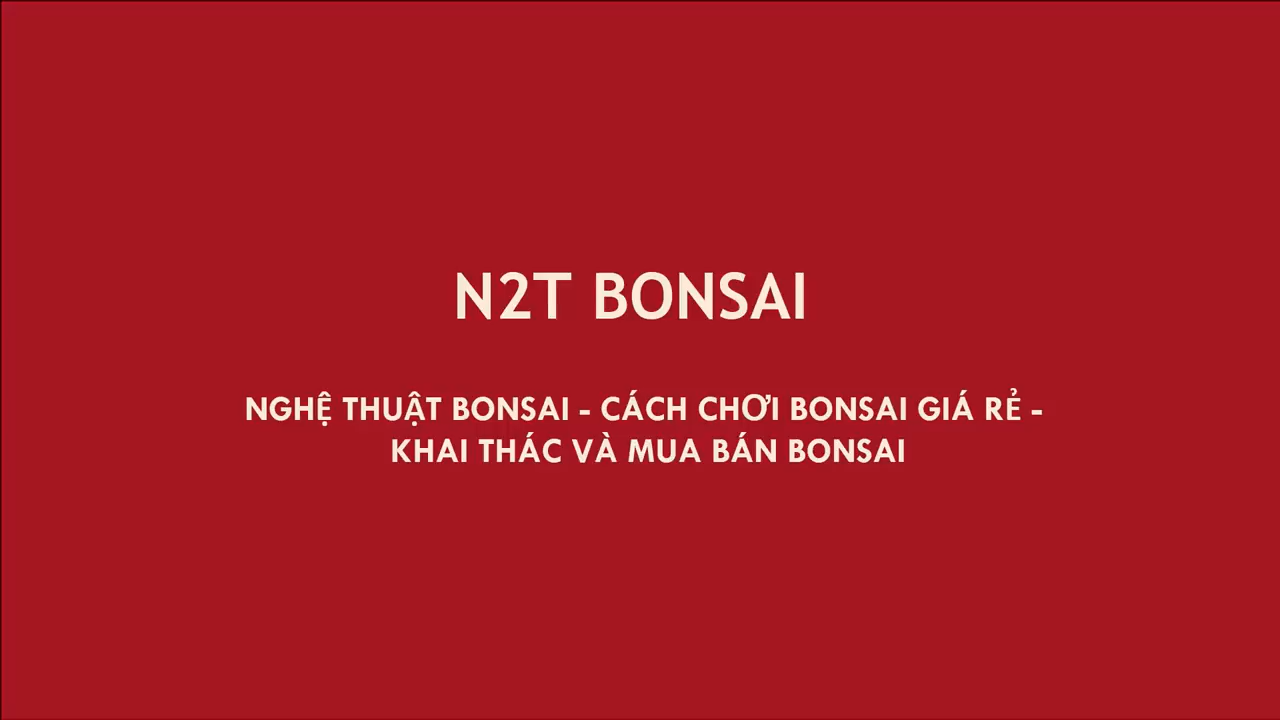 N2T BONSAI
NGHỆ THUẬT BONSAI - CÁCH CHƠI BONSAI GIÁ RẺ -
KHAI THÁC VÀ MUA BÁN BONSAI